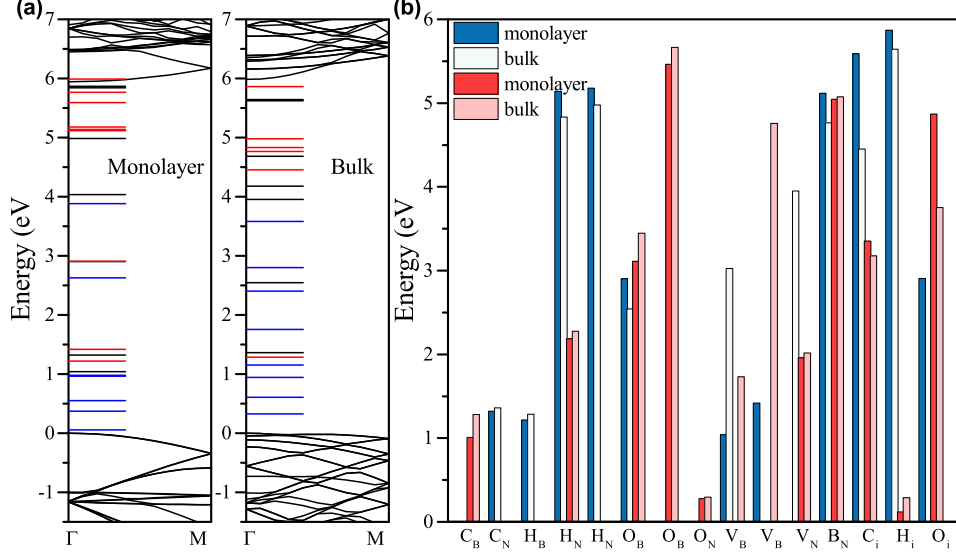 (a)
7
6
5
4
3
2
1
0
-1
Energy (eV
Monolayer
Γ
M
7
6
5
4
3
2
1
0
-1
Bulk
Γ
M
(b)
6
5
4
3
2
1
0
Energy (eV
monolayer
bulk
monolayer
bulk
C_B C_N H_B H_N H_N O_B O_B O_N V_B V_B V_N B_N C_i H_i O_i